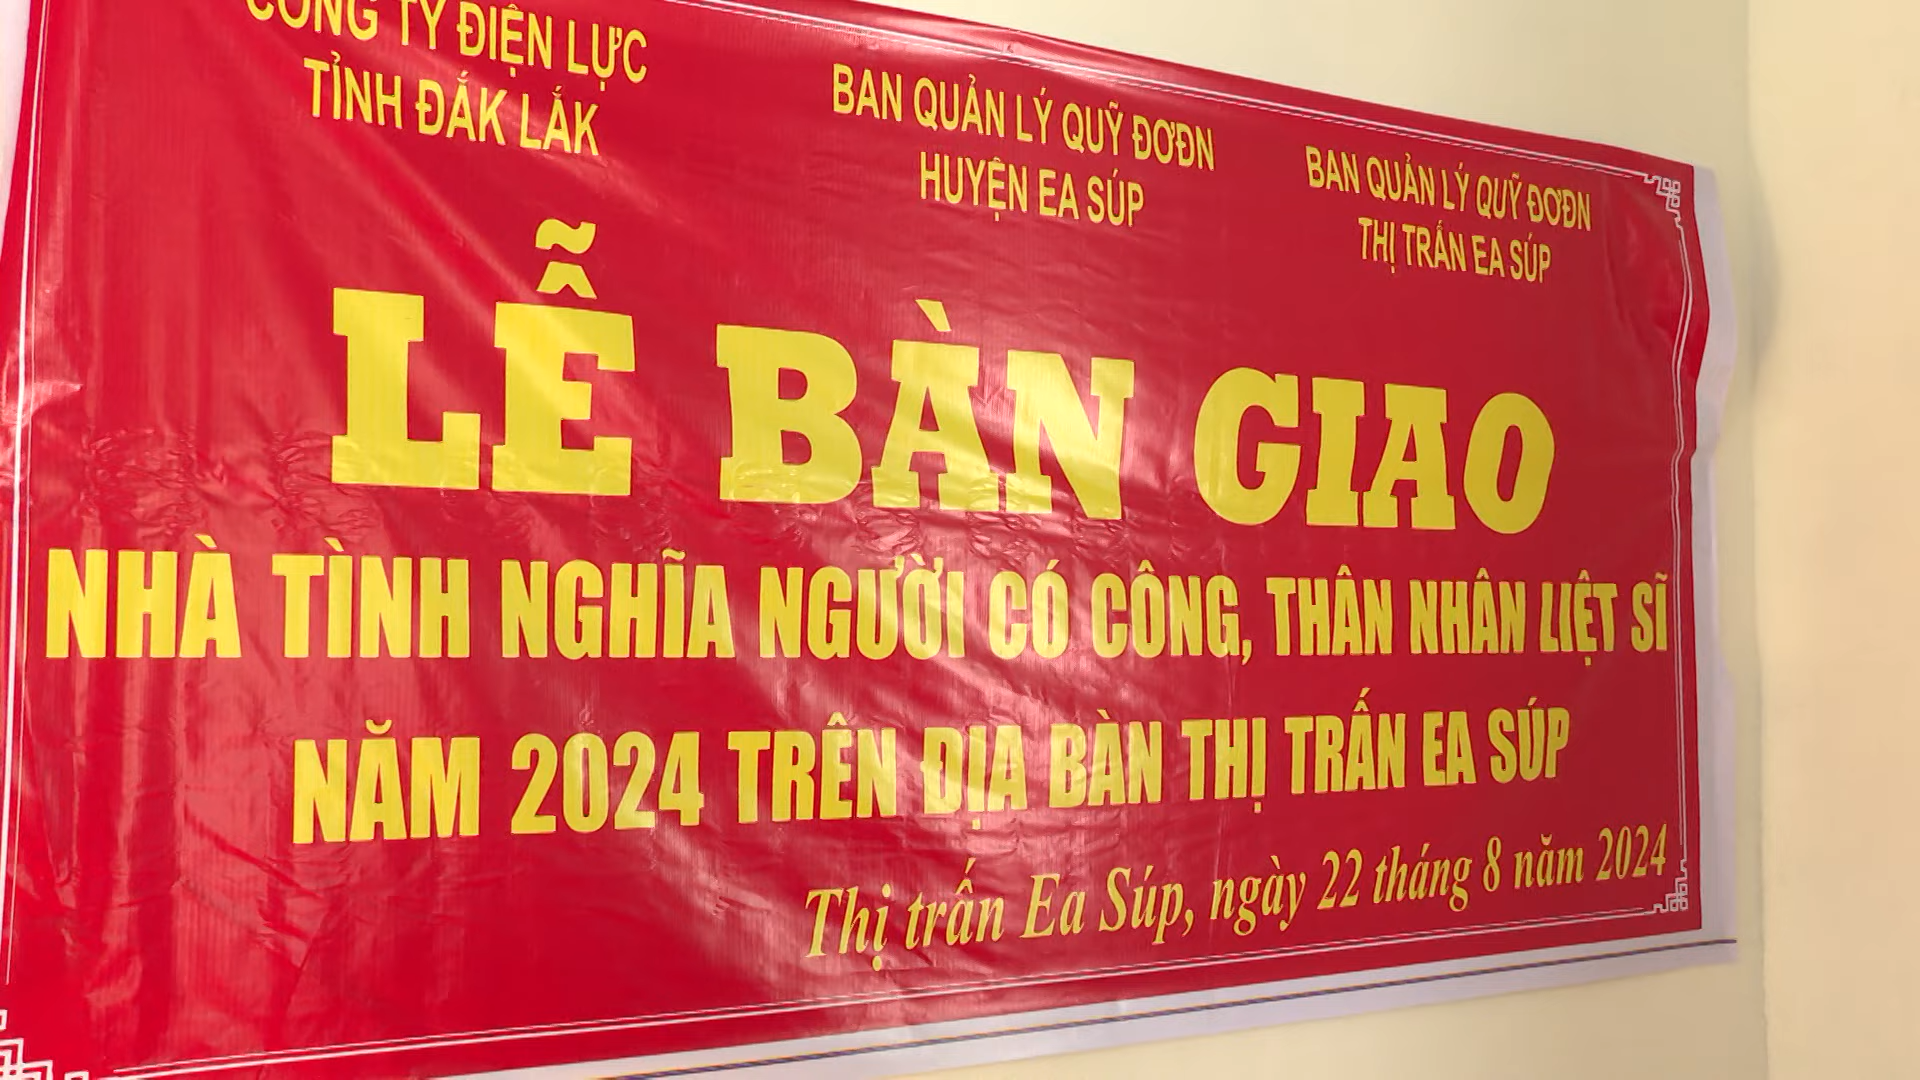 CÔNG TY ĐIỆN LỰC
TỈNH ĐẮK LẮK
BAN QUẢN LÝ QUỸ ĐƠĐN
HUYỆN EA SÚP
BAN QUẢN LÝ QUỸ ĐƠĐN
THỊ TRẤN EA SÚP
LỄ BÀN GIAO
NHÀ TÌNH NGHĨA NGƯỜI CÓ CÔNG, THÂN NHÂN LIỆT SĨ
NĂM 2024 TRÊN ĐỊA BÀN THỊ TRẤN EA SÚP
Thị trấn Ea Súp, ngày 22 tháng 8 năm 2024